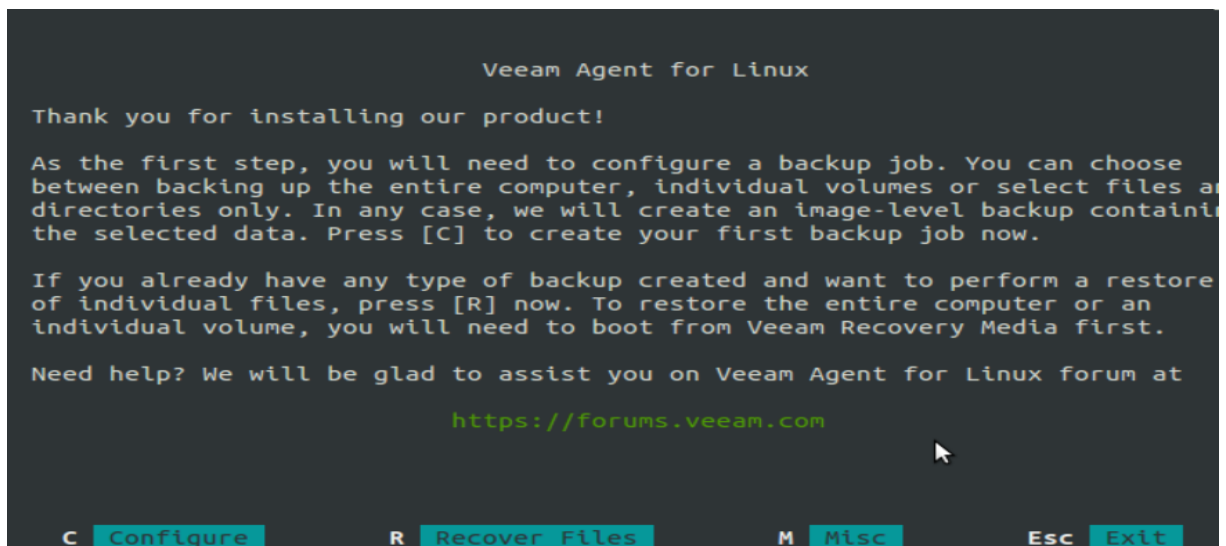 Veeam Agent for Linux
Thank you for installing our product!
As the first step, you will need to configure a backup job. You can choose
between backing up the entire computer, individual volumes or select files
directories only. In any case, we will create an image-level backup
the selected data. Press [C] to create your first backup job now.
If you already have any type of backup created and want to perform a restore
of individual files, press [R] now. To restore the entire computer or an
individual volume, you will need to boot from Veeam Recovery Media first.
Need help? We will be glad to assist you on Veeam Agent for Linux forum at
https://forums.veeam.com
C Configure R Recover Files M Misc Esc Exit